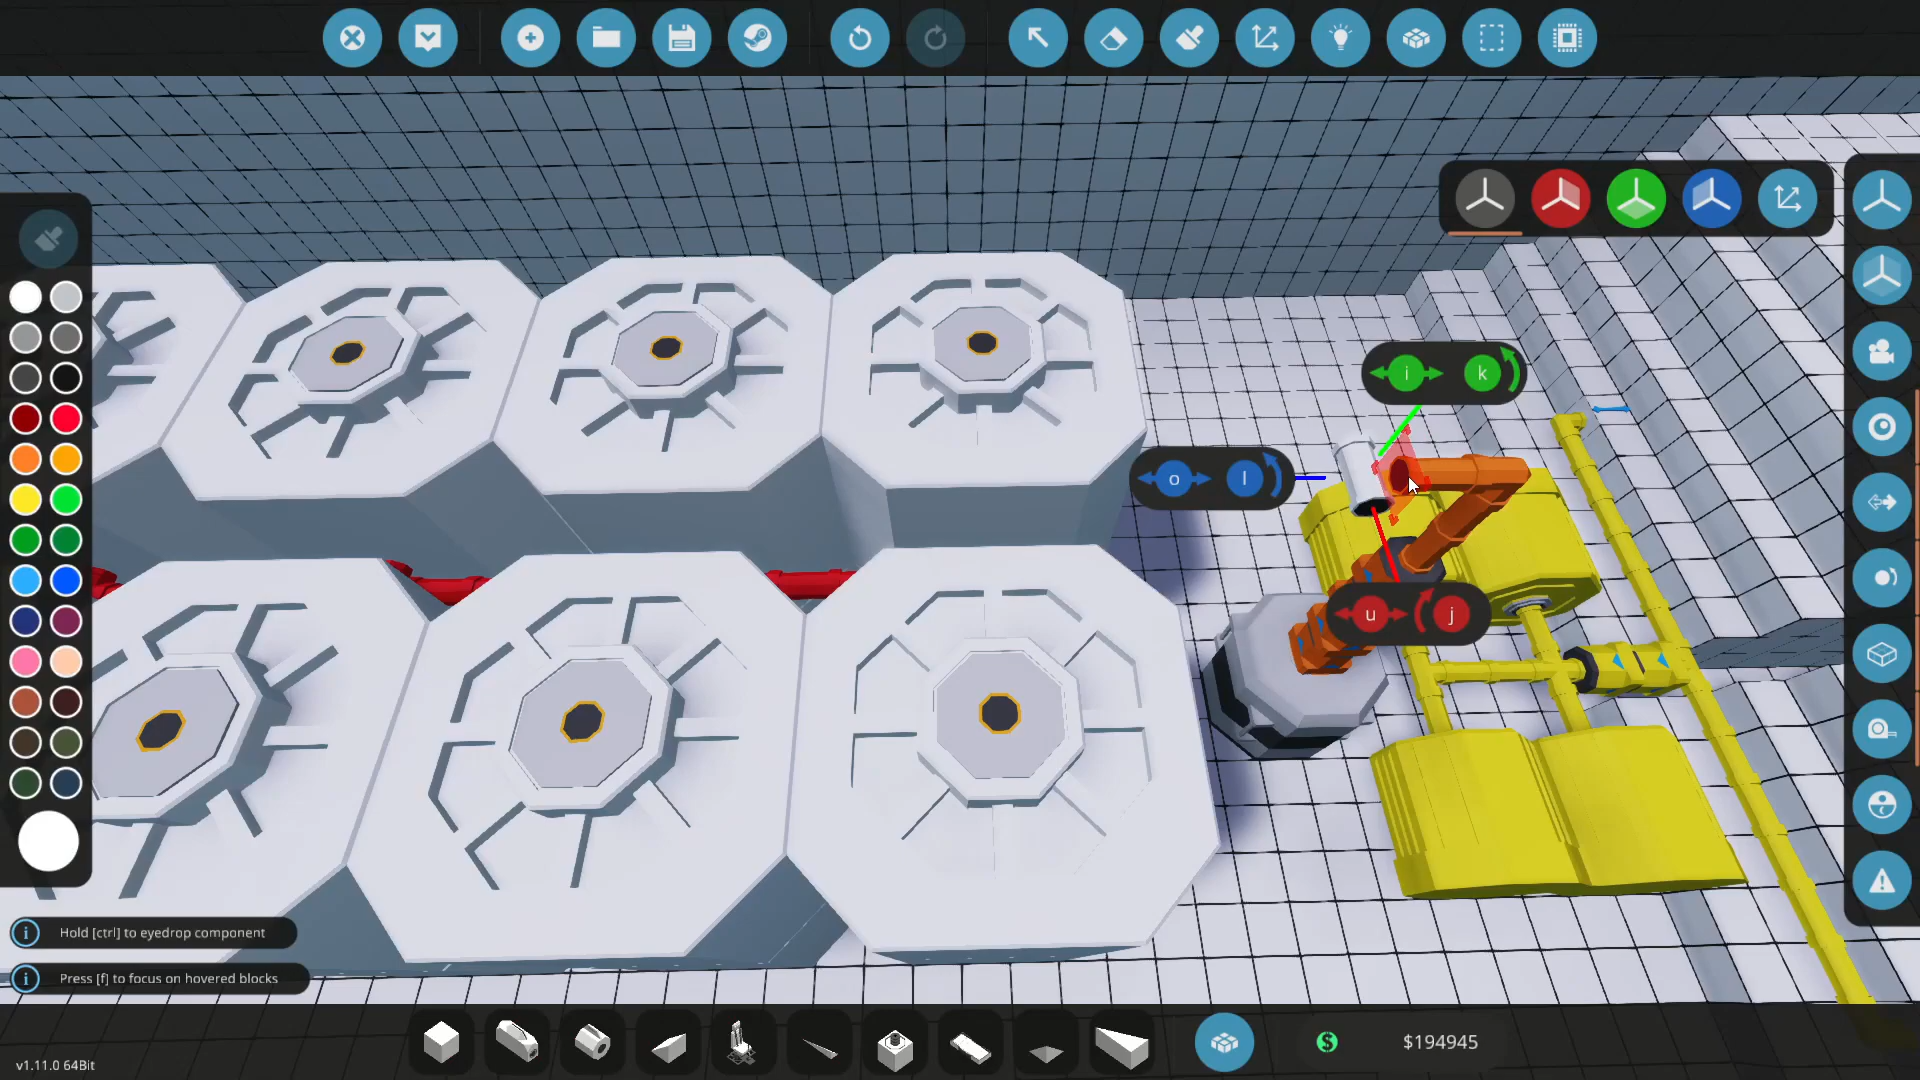 i
k
o
l
u
j
Hold [ctrl] to eyedrop component
Press [f] to focus on hovered blocks
$194945
v1.11.0 64Bit